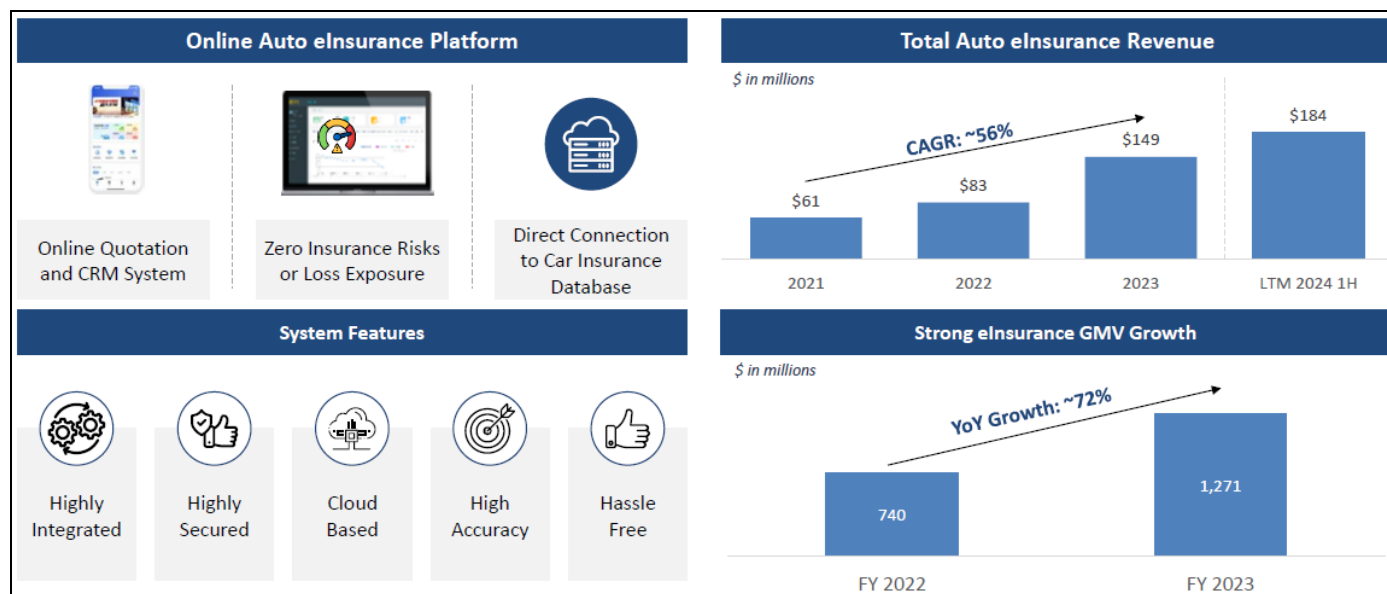 Online Auto eInsurance Platform
Online Quotation
and CRM System
Zero Insurance Risks
or Loss Exposure
Direct Connection
to Car Insurance
Database
System Features
Highly
Integrated
Highly
Secured
Cloud
Based
High
Accuracy
Hassle
Free
Total Auto eInsurance Revenue
$ in millions
CAGR: ~56%
$61
$83
$149
$184
2021
2022
2023
LTM 2024 1H
Strong eInsurance GMV Growth
$ in millions
YoY Growth: ~72%
740
1,271
FY 2022
FY 2023